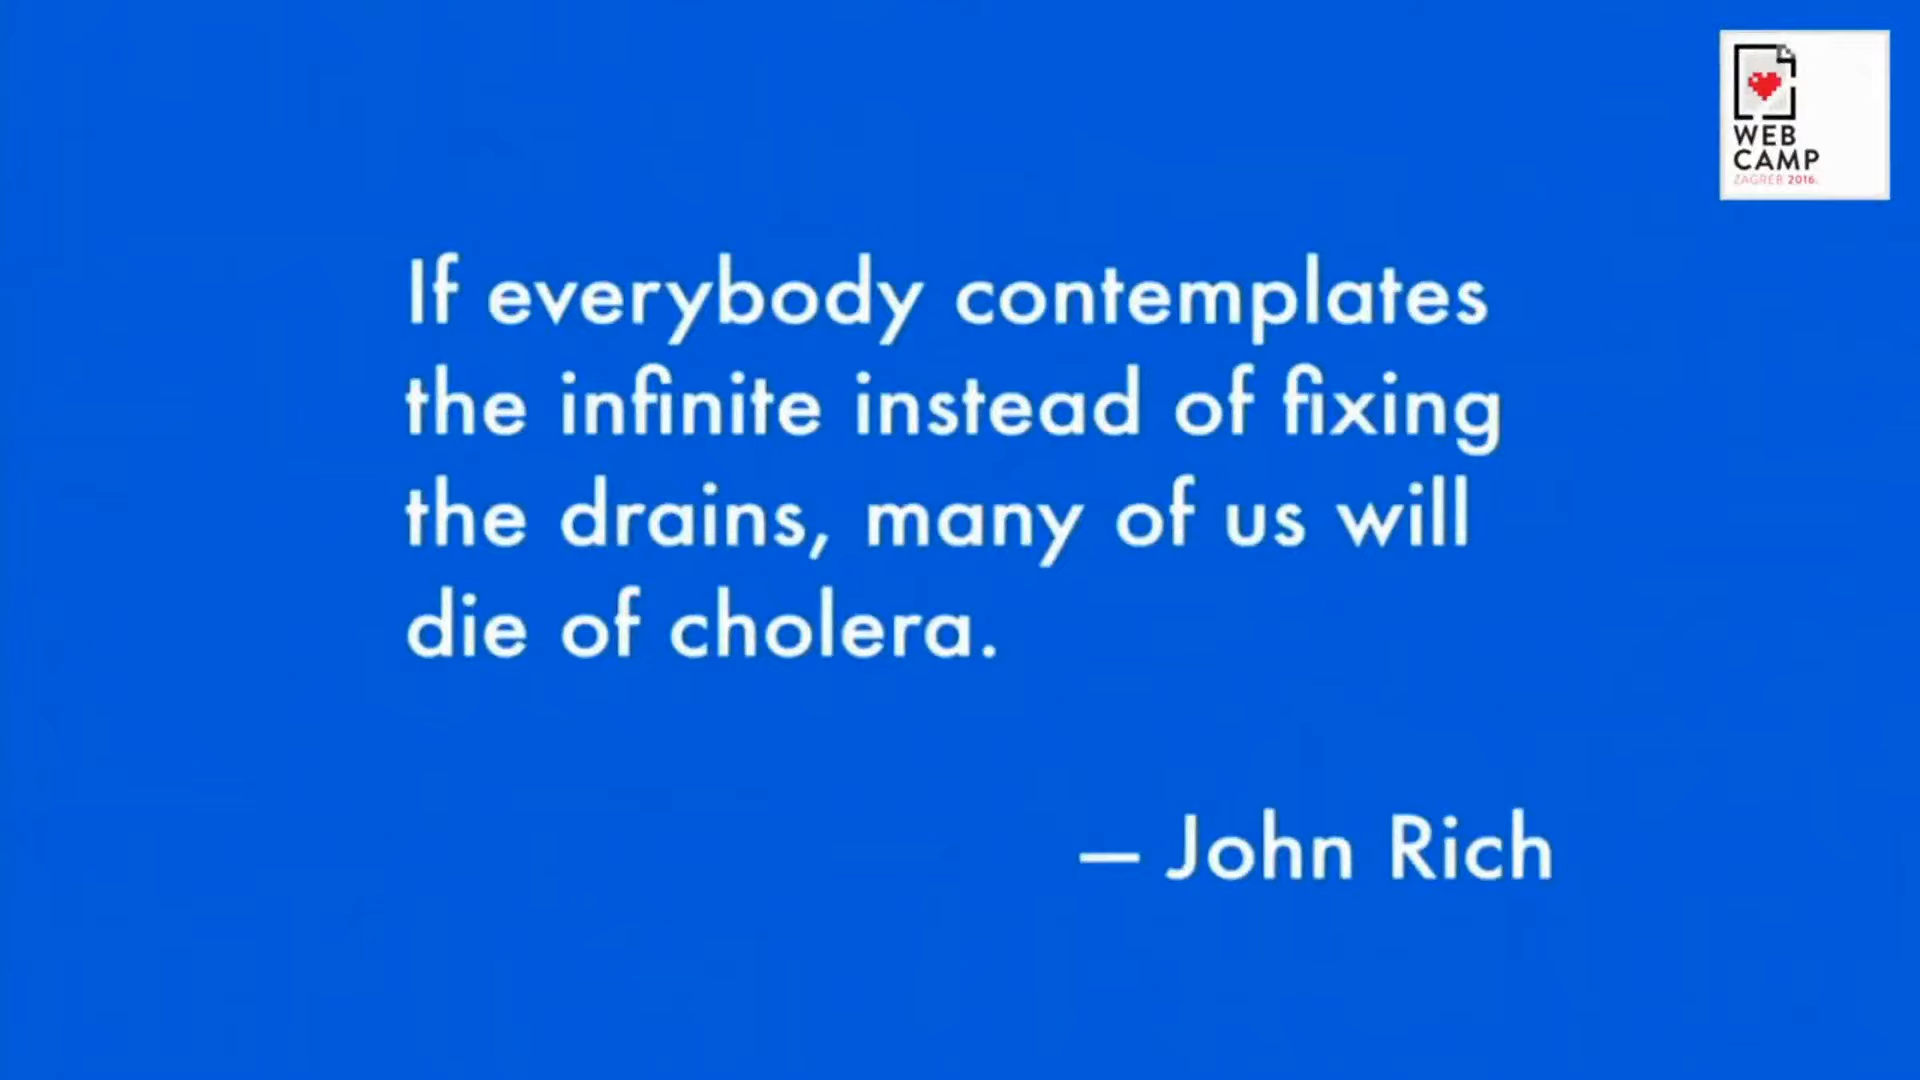 WEB
CAMP
ZAGREB 2016.
If everybody contemplates
the infinite instead of fixing
the drains, many of us will
die of cholera.
— John Rich